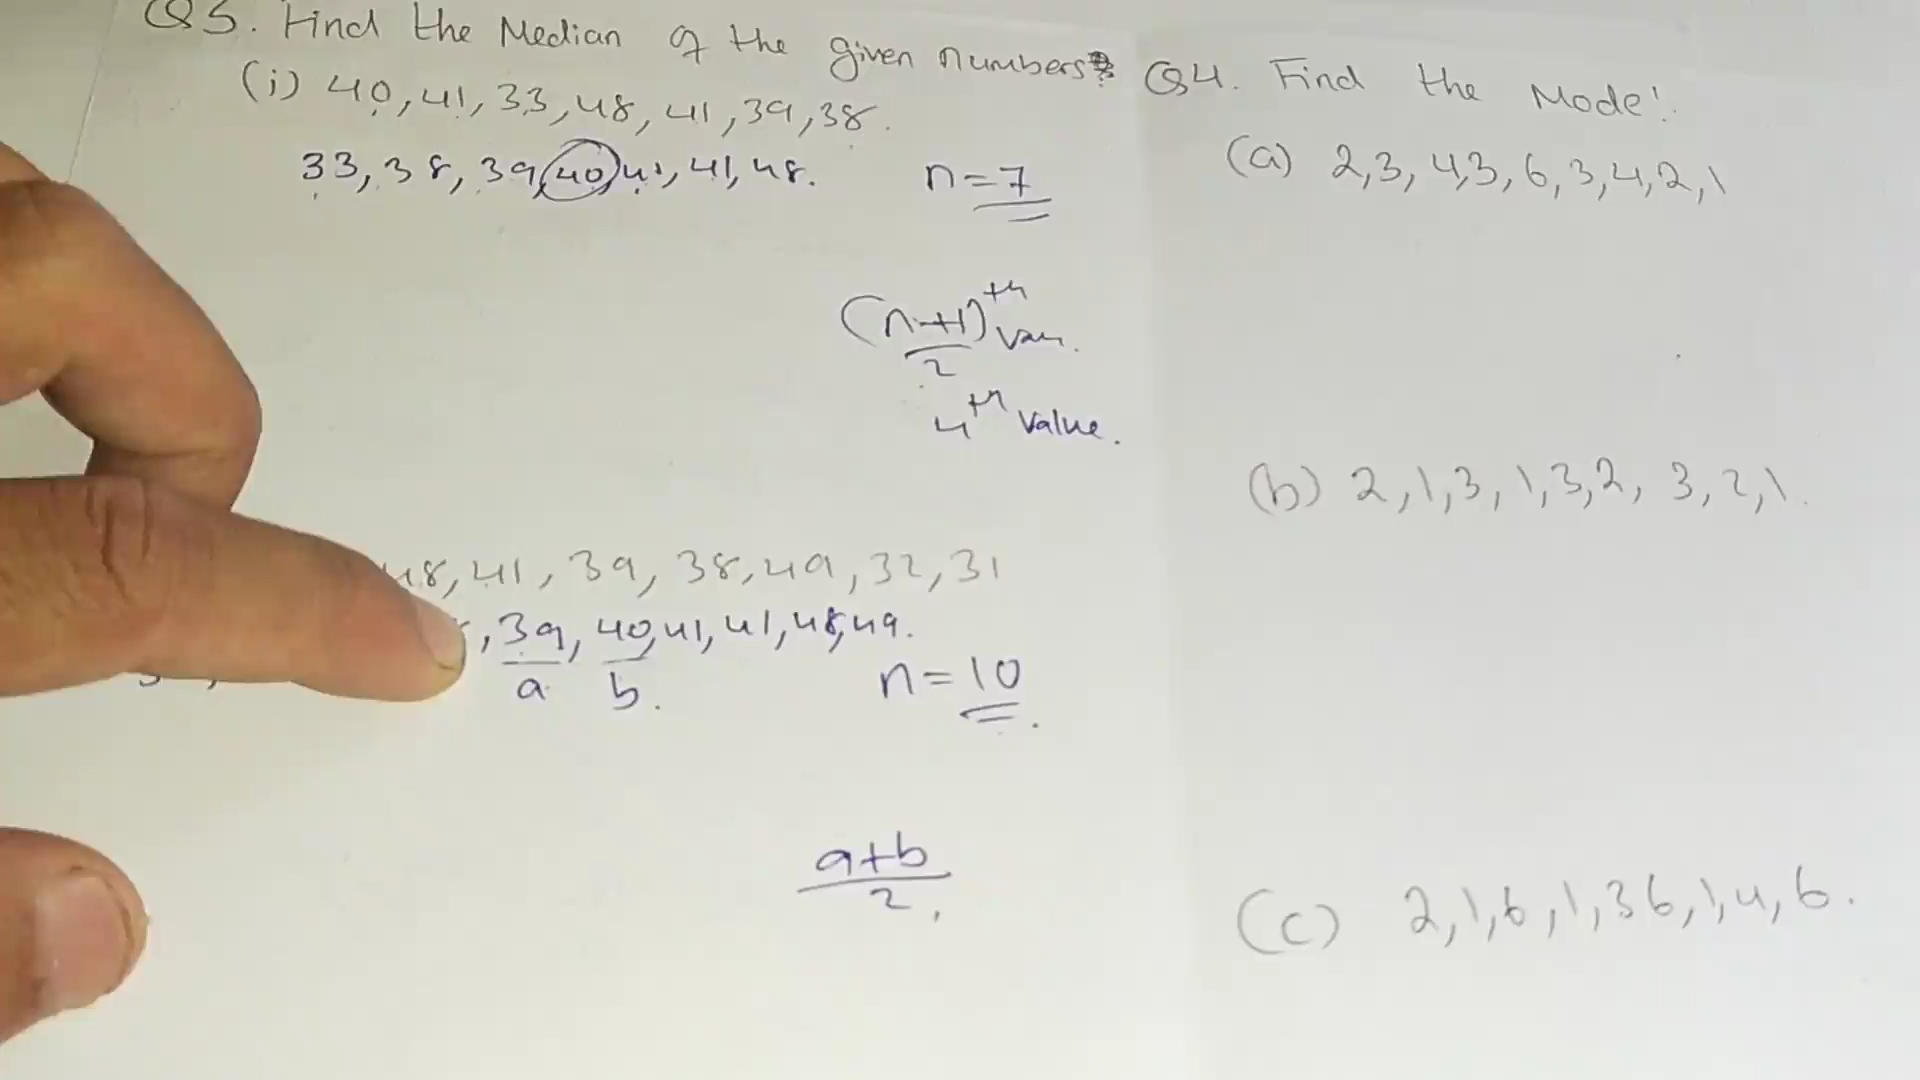 Q3. Find the Median of the given numbers
(i) 40, 41, 33, 48, 41, 39, 38.
33, 38, 39, 40, 41, 41, 48.
n = 7
(n+1)th
2
4th value.
48, 41, 39, 38, 49, 32, 31
, 39, 40, 41, 41, 48, 49.
a b.
n = 10
a+b
2
Q4. Find the Mode!
(a) 2, 3, 4, 3, 6, 3, 4, 2, 1
(b) 2, 1, 3, 1, 3, 2, 3, 2, 1.
(c) 2, 1, 6, 1, 3 6, 1, 4, 6.